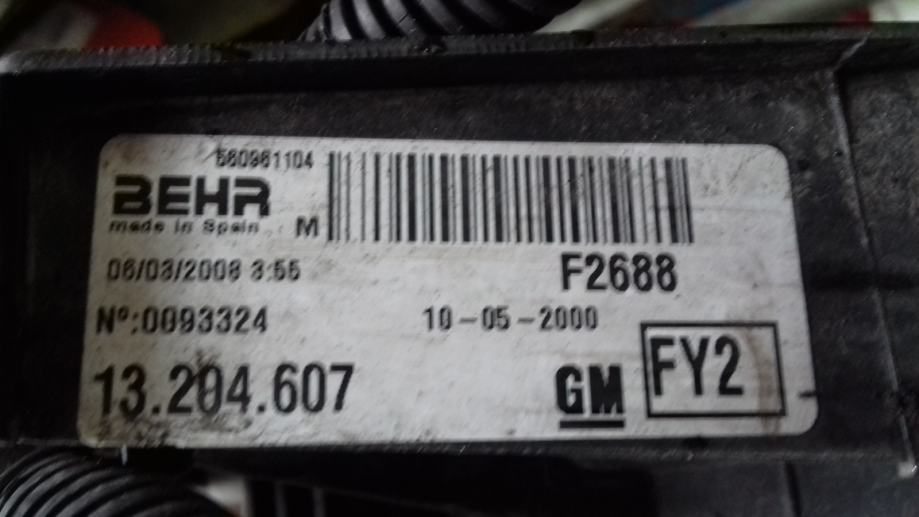 560961104
BEHR
made in Spain
M
06/03/2008 3:55
F2688
Nº:0093324
10-05-2000
13.204.607
GM
FY2